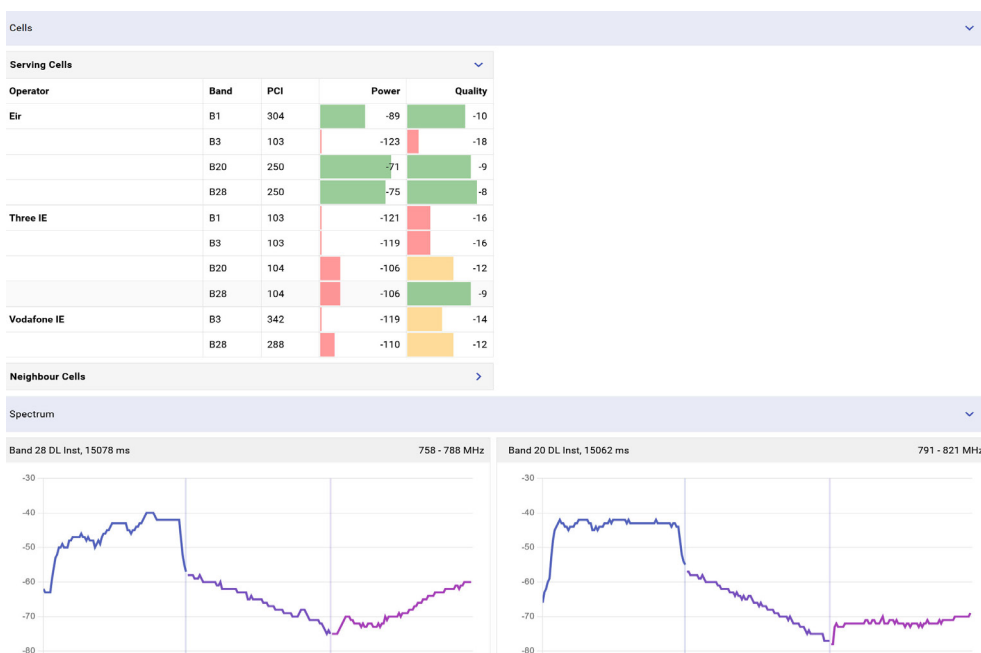 Cells
Serving Cells
Operator Band PCI Power Quality
Eir B1 304 -89 -10
B3 103 -123 -18
B20 250 -71 -9
B28 250 -75 -8
Three IE B1 103 -121 -16
B3 103 -119 -16
B20 104 -106 -12
B28 104 -106 -9
Vodafone IE B3 342 -119 -14
B28 288 -110 -12
Neighbour Cells
Spectrum
Band 28 DL Inst, 15078 ms 758 - 788 MHz
-30
-40
-50
-60
-70
-80
Band 20 DL Inst, 15062 ms 791 - 821 MHz
-30
-40
-50
-60
-70
-80